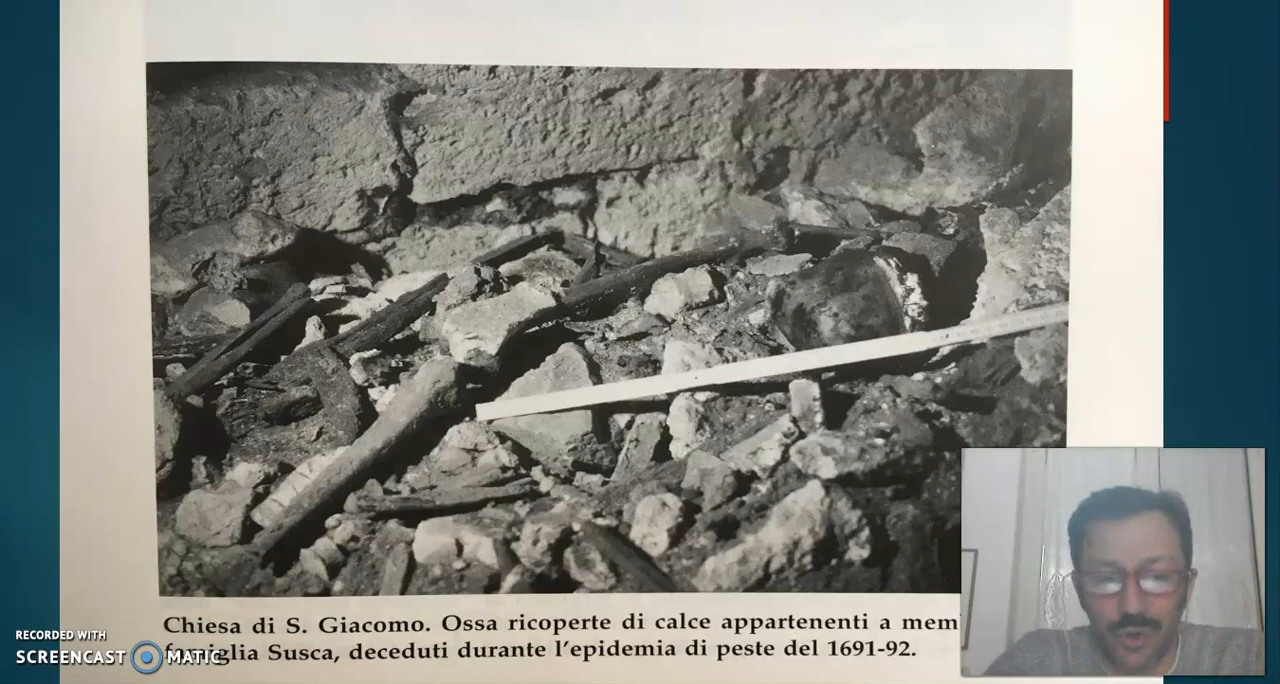 Chiesa di S. Giacomo. Ossa ricoperte di calce appartenenti a mem
famiglia Susca, deceduti durante l'epidemia di peste del 1691-92.
RECORDED WITH
SCREENCAST MATIC